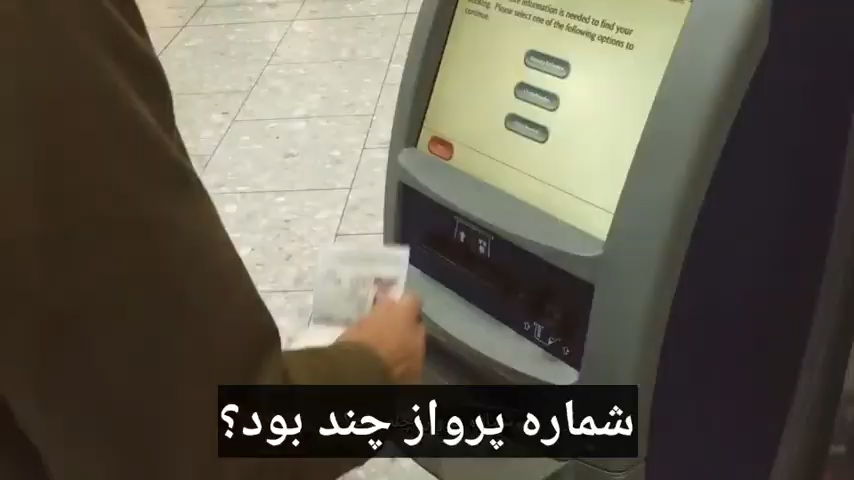 information is needed to find your
booking. Please select one of the following options to
continue.
شماره پرواز چند بود؟